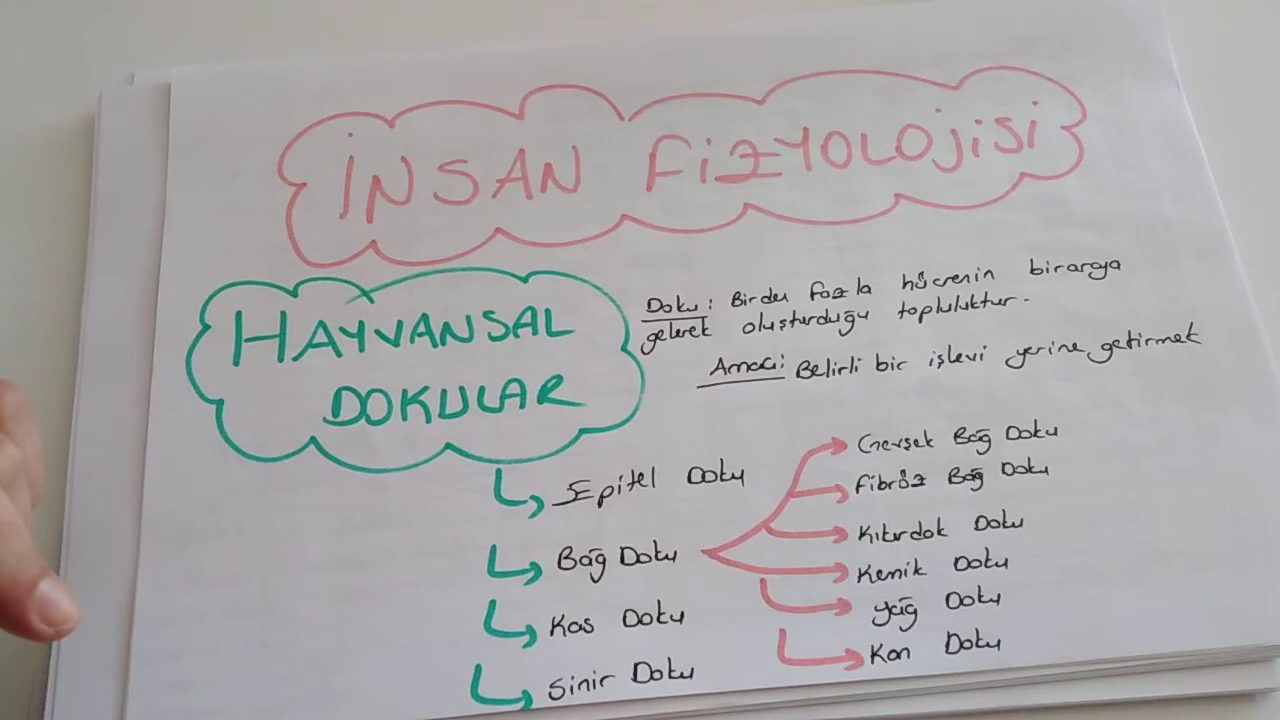 İNSAN FİZYOLOJİSİ
HAYVANSAL
DOKULAR
Doku: Birden fazla hücrenin biraraya
gelerek oluşturduğu topluluktur.
Amacı: Belirli bir işlevi yerine getirmek
Epitel Doku
Bağ Doku
Gevşek Bağ Doku
Fibröz Bağ Doku
Kıkırdak Doku
Kemik Doku
Yağ Doku
Kan Doku
Kas Doku
Sinir Doku